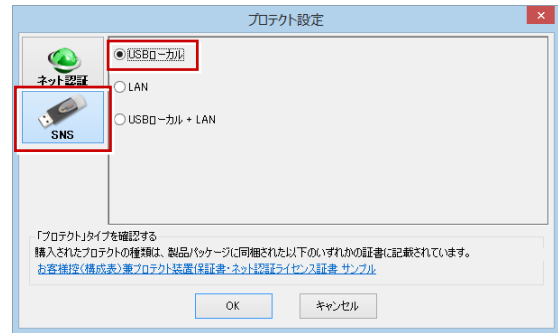 プロテクト設定
ネット認証
SNS
USBローカル
LAN
USBローカル + LAN
「プロテクト」タイプを確認する
購入されたプロテクトの種類は、製品パッケージに同梱された以下のいずれかの証書に記載されています。
お客様控(構成表)兼プロテクト装置保証書・ネット認証ライセンス証書 サンプル
OK
キャンセル